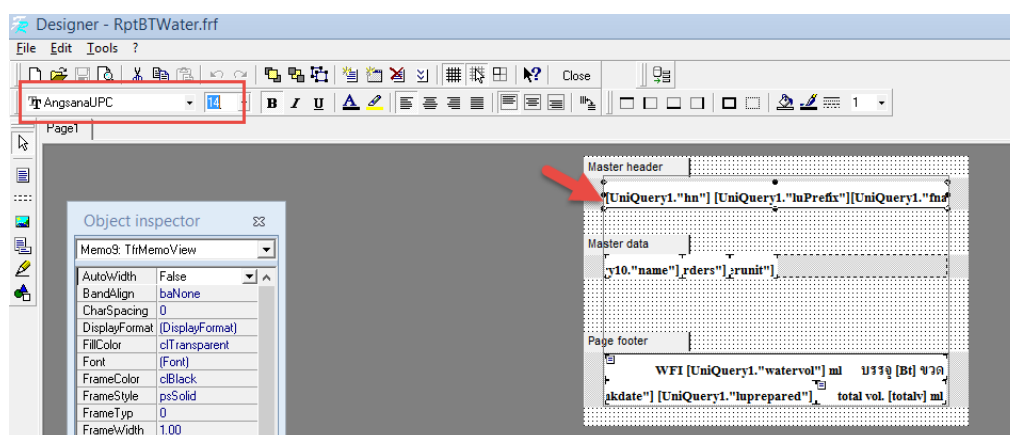 Designer - RptBTWater.frf
File Edit Tools ?
Close
AngsanaUPC 14 B I U 1
Page1
Master header
[UniQuery1."hn"] [UniQuery1."luPrefix"][UniQuery1."fna
Object inspector
Memo9: TfrMemoView
Master data
y10."name"] rders"] erunit"]
AutoWidth False
BandAlign baNone
CharSpacing 0
DisplayFormat (DisplayFormat)
FillColor clTransparent
Font (Font)
FrameColor clBlack
FrameStyle psSolid
FrameTyp 0
FrameWidth 1.00
Page footer
WFI [UniQuery1."watervol"] ml บรรจุ [Bt] ขวด
akdate"] [UniQuery1."luprepared"] total vol. [totalv] ml